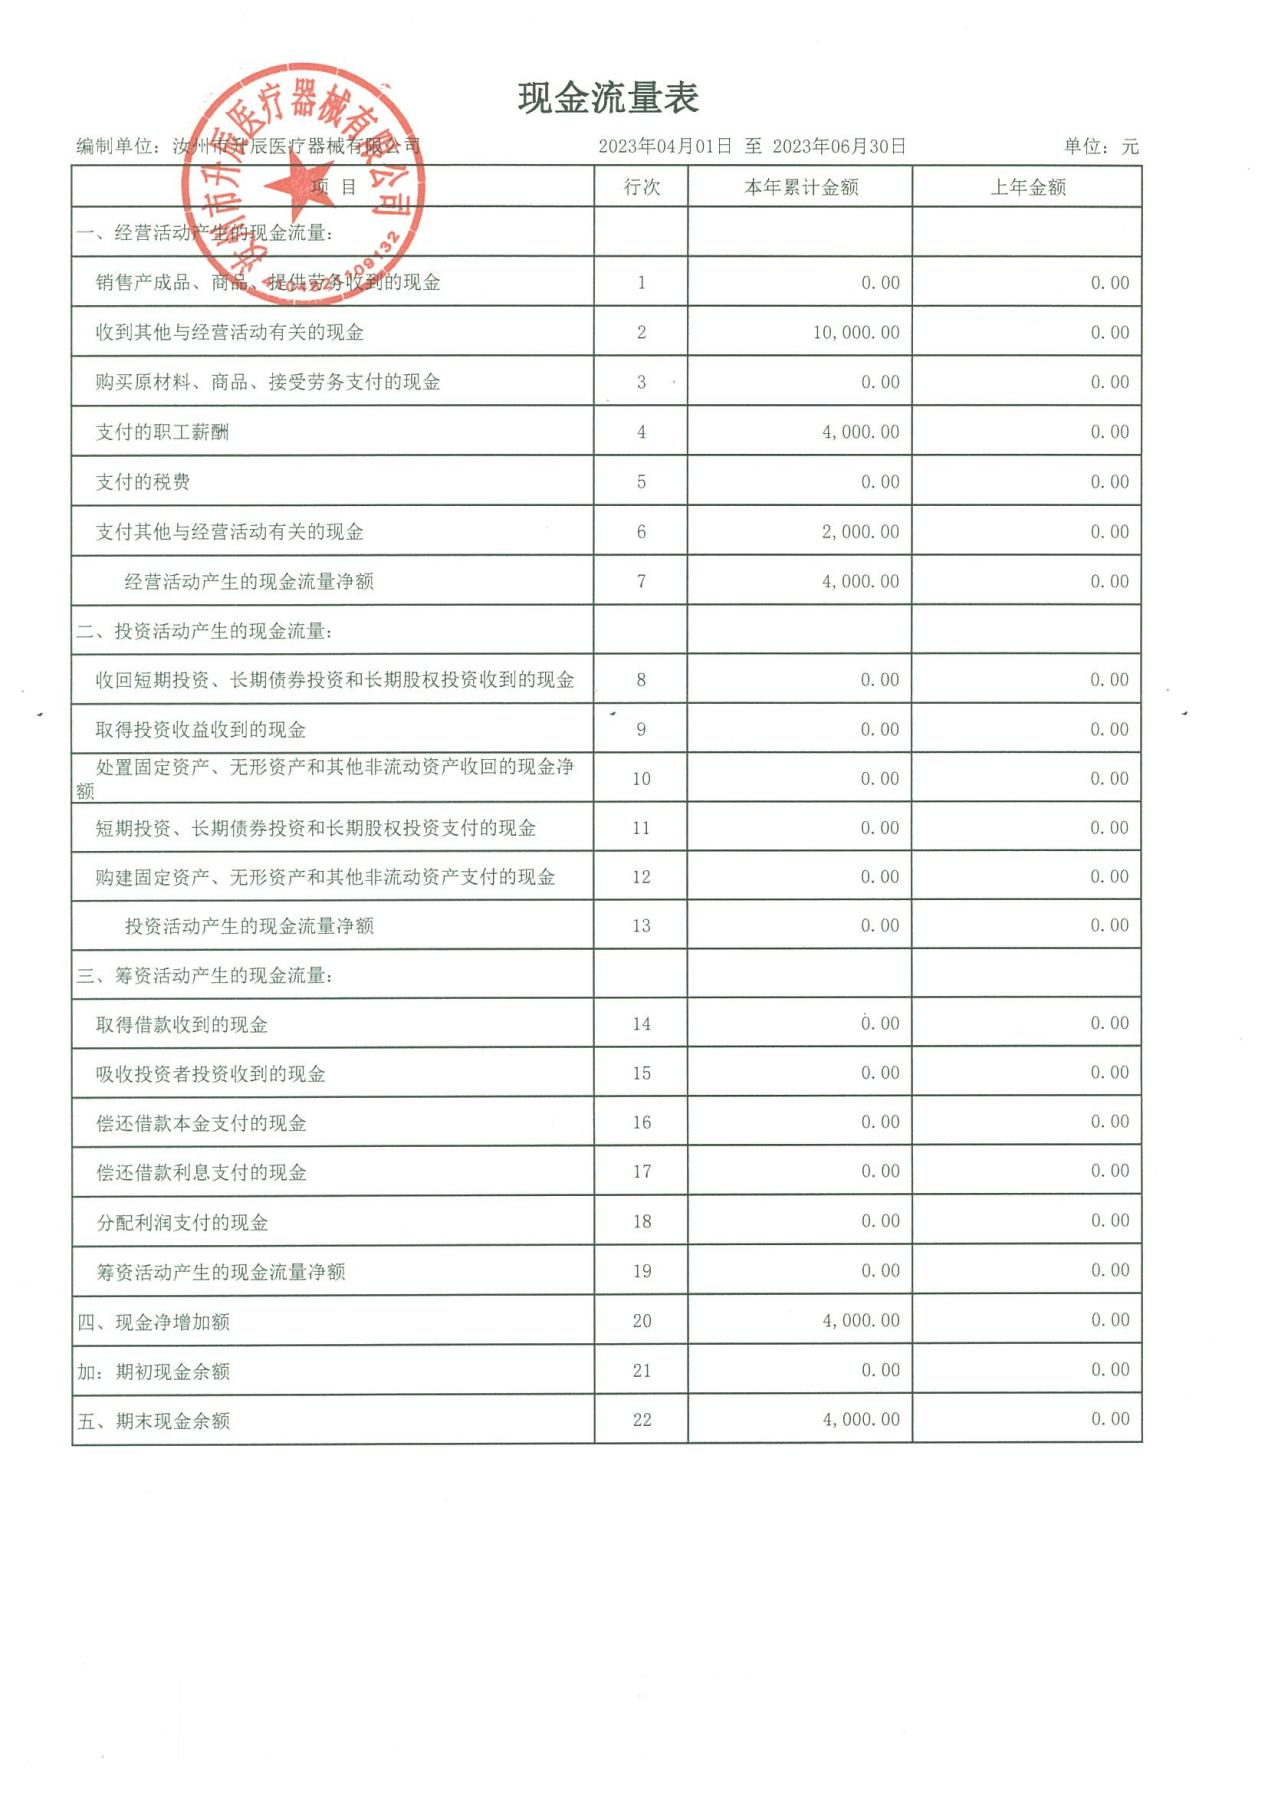 现金流量表
编制单位：汝州市升辰医疗器械有限公司 2023年04月01日 至 2023年06月30日 单位：元
汝州市升辰医疗器械有限公司
项 目 行次 本年累计金额 上年金额
一、经营活动产生的现金流量：
销售产成品、商品、提供劳务收到的现金 1 0.00 0.00
收到其他与经营活动有关的现金 2 10,000.00 0.00
购买原材料、商品、接受劳务支付的现金 3 0.00 0.00
支付的职工薪酬 4 4,000.00 0.00
支付的税费 5 0.00 0.00
支付其他与经营活动有关的现金 6 2,000.00 0.00
经营活动产生的现金流量净额 7 4,000.00 0.00
二、投资活动产生的现金流量：
收回短期投资、长期债券投资和长期股权投资收到的现金 8 0.00 0.00
取得投资收益收到的现金 9 0.00 0.00
处置固定资产、无形资产和其他非流动资产收回的现金净
额 10 0.00 0.00
短期投资、长期债券投资和长期股权投资支付的现金 11 0.00 0.00
购建固定资产、无形资产和其他非流动资产支付的现金 12 0.00 0.00
投资活动产生的现金流量净额 13 0.00 0.00
三、筹资活动产生的现金流量：
取得借款收到的现金 14 0.00 0.00
吸收投资者投资收到的现金 15 0.00 0.00
偿还借款本金支付的现金 16 0.00 0.00
偿还借款利息支付的现金 17 0.00 0.00
分配利润支付的现金 18 0.00 0.00
筹资活动产生的现金流量净额 19 0.00 0.00
四、现金净增加额 20 4,000.00 0.00
加：期初现金余额 21 0.00 0.00
五、期末现金余额 22 4,000.00 0.00